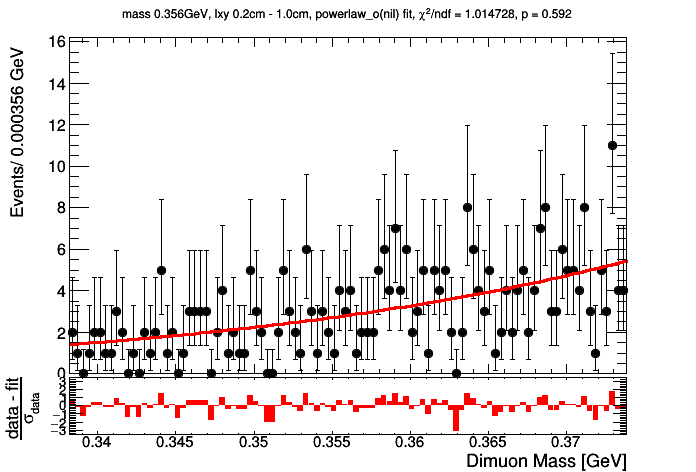 mass 0.356GeV, lxy 0.2cm - 1.0cm, powerlaw_o(nil) fit, χ²/ndf = 1.014728, p = 0.592
Events/ 0.000356 GeV
16
14
12
10
8
6
4
2
0
data - fit
σdata
3
2
1
0
−1
−2
−3
0.34 0.345 0.35 0.355 0.36 0.365 0.37
Dimuon Mass [GeV]